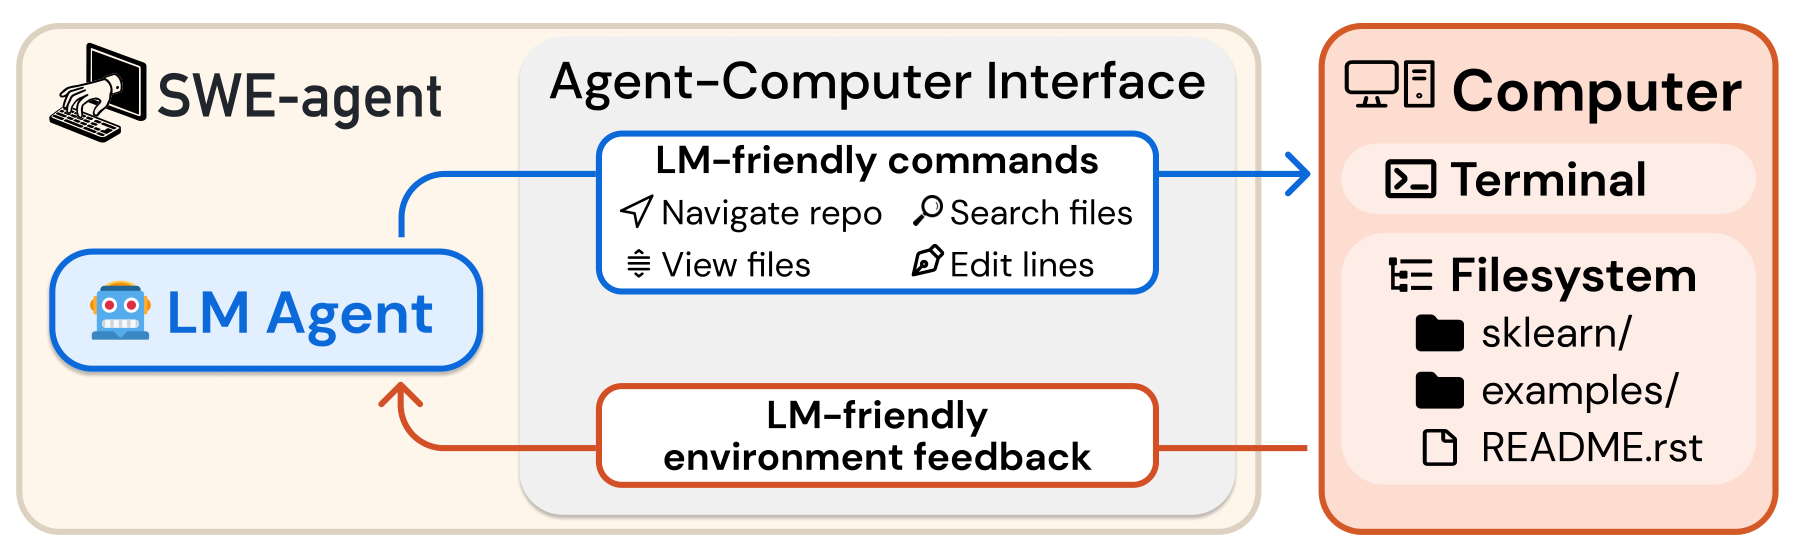 SWE-agent
Agent-Computer Interface
LM-friendly commands
Navigate repo
Search files
View files
Edit lines
LM Agent
LM-friendly
environment feedback
Computer
Terminal
Filesystem
sklearn/
examples/
README.rst